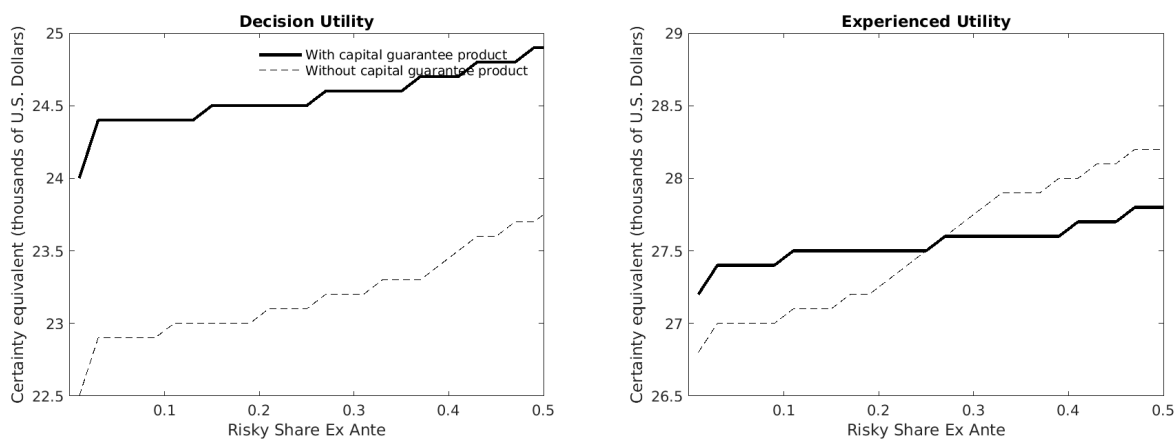 Decision Utility
25
24.5
24
23.5
23
22.5
Certainty equivalent (thousands of U.S. Dollars)
With capital guarantee product
Without capital guarantee product
0.1 0.2 0.3 0.4 0.5
Risky Share Ex Ante
Experienced Utility
29
28.5
28
27.5
27
26.5
Certainty equivalent (thousands of U.S. Dollars)
0.1 0.2 0.3 0.4 0.5
Risky Share Ex Ante